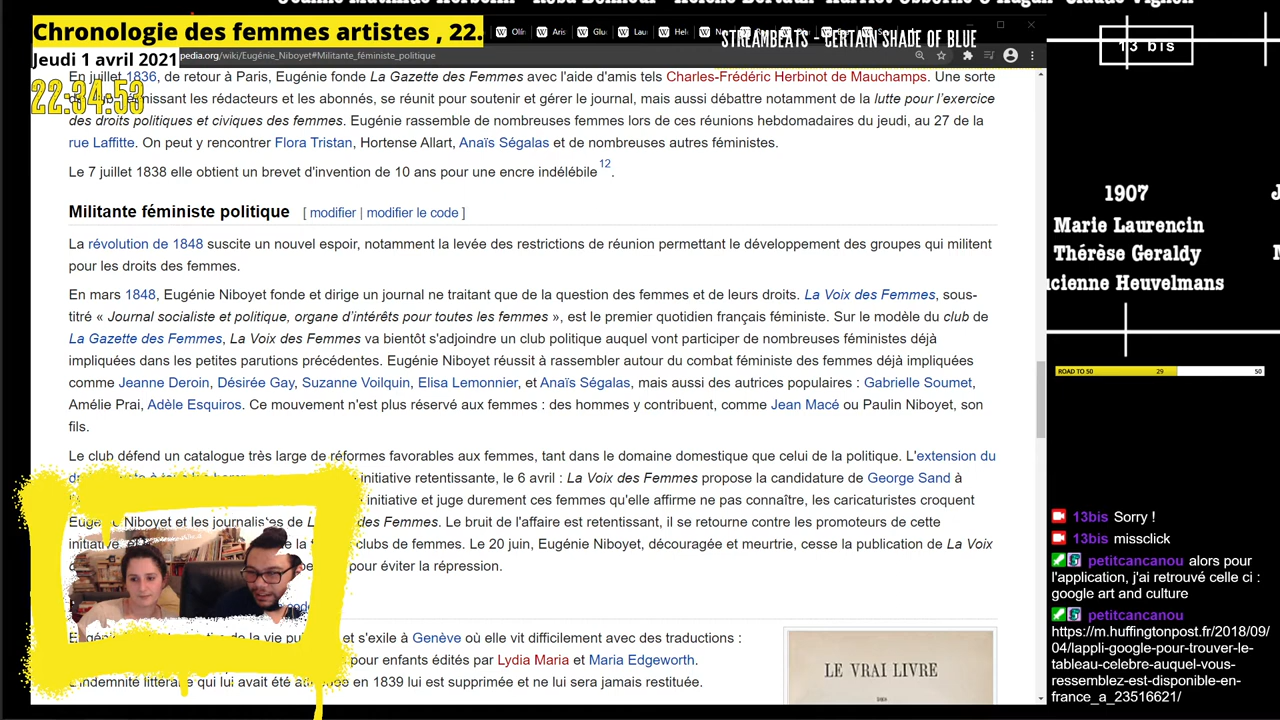 Chronologie des femmes artistes , 22.
Jeudi 1 avril 2021
22:34:53
STREAMBEATS - CERTAIN SHADE OF BLUE
pedia.org/wiki/Eugénie_Niboyet#Militante_féministe_politique
En juillet 1836, de retour à Paris, Eugénie fonde La Gazette des Femmes avec l'aide d'amis tels Charles-Frédéric Herbinot de Mauchamps. Une sorte
réunissant les rédacteurs et les abonnés, se réunit pour soutenir et gérer le journal, mais aussi débattre notamment de la lutte pour l'exercice
des droits politiques et civiques des femmes. Eugénie rassemble de nombreuses femmes lors de ces réunions hebdomadaires du jeudi, au 27 de la
rue Laffitte. On peut y rencontrer Flora Tristan, Hortense Allart, Anaïs Ségalas et de nombreuses autres féministes.
Le 7 juillet 1838 elle obtient un brevet d'invention de 10 ans pour une encre indélébile 12.
Militante féministe politique [ modifier | modifier le code ]
La révolution de 1848 suscite un nouvel espoir, notamment la levée des restrictions de réunion permettant le développement des groupes qui militent
pour les droits des femmes.
En mars 1848, Eugénie Niboyet fonde et dirige un journal ne traitant que de la question des femmes et de leurs droits. La Voix des Femmes, sous-
titré « Journal socialiste et politique, organe d'intérêts pour toutes les femmes », est le premier quotidien français féministe. Sur le modèle du club de
La Gazette des Femmes, La Voix des Femmes va bientôt s'adjoindre un club politique auquel vont participer de nombreuses féministes déjà
impliquées dans les petites parutions précédentes. Eugénie Niboyet réussit à rassembler autour du combat féministe des femmes déjà impliquées
comme Jeanne Deroin, Désirée Gay, Suzanne Voilquin, Elisa Lemonnier, et Anaïs Ségalas, mais aussi des autrices populaires : Gabrielle Soumet,
Amélie Prai, Adèle Esquiros. Ce mouvement n'est plus réservé aux femmes : des hommes y contribuent, comme Jean Macé ou Paulin Niboyet, son
fils.
Le club défend un catalogue très large de réformes favorables aux femmes, tant dans le domaine domestique que celui de la politique. L'extension du
initiative retentissante, le 6 avril : La Voix des Femmes propose la candidature de George Sand à
initiative et juge durement ces femmes qu'elle affirme ne pas connaître, les caricaturistes croquent
Eugénie Niboyet et les journalistes de L des Femmes. Le bruit de l'affaire est retentissant, il se retourne contre les promoteurs de cette
initiative, et de la clubs de femmes. Le 20 juin, Eugénie Niboyet, découragée et meurtrie, cesse la publication de La Voix
pour éviter la répression.
code
et s'exile à Genève où elle vit difficilement avec des traductions :
pour enfants édités par Lydia Maria et Maria Edgeworth.
L'indemnité littéraire qui lui avait été en 1839 lui est supprimée et ne lui sera jamais restituée.
LE VRAI LIVRE
DES
13 bis
1907
Marie Laurencin
Thérèse Geraldy
ucienne Heuvelmans
ROAD TO 50 29 50
13bis Sorry !
13bis missclick
petitcancanou alors pour
l'application, j'ai retrouvé celle ci :
google art and culture
petitcancanou
https://m.huffingtonpost.fr/2018/09/
04/lappli-google-pour-trouver-le-
tableau-celebre-auquel-vous-
ressemblez-est-disponible-en-
france_a_23516621/